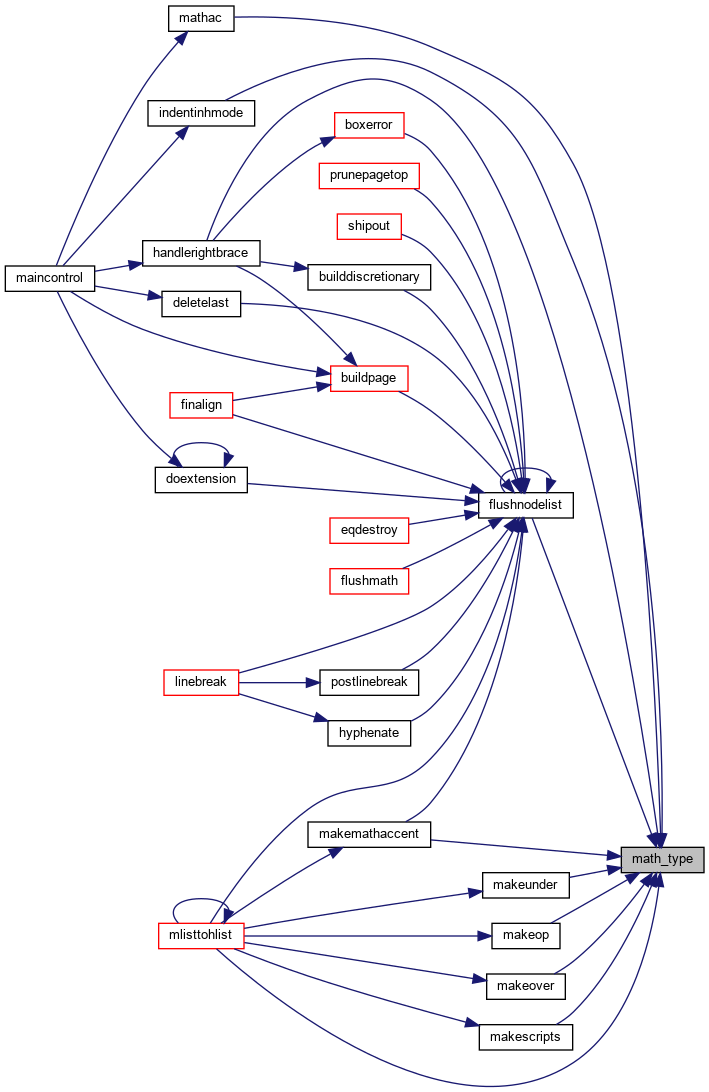 mathac
indentinhmode
boxerror
prunepagetop
shipout
handlerightbrace
maincontrol
builddiscretionary
deletelast
buildpage
finalign
doextension
flushnodelist
eqdestroy
flushmath
linebreak
postlinebreak
hyphenate
makemathaccent
math_type
makeunder
mlisttohlist
makeop
makeover
makescripts